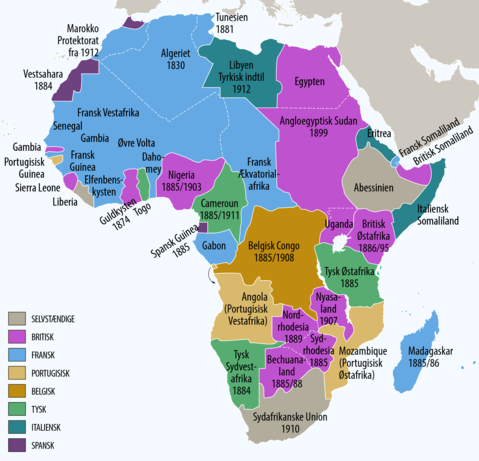 Marokko
Protektorat
fra 1912
Tunesien
1881
Algeriet
1830
Libyen
Tyrkisk indtil
1912
Egypten
Vestsahara
1884
Fransk Vestafrika
Senegal
Gambia
Angloegyptisk Sudan
1899
Eritrea
Fransk Somaliland
Britisk Somaliland
Gambia
Portugisisk
Guinea
Sierra Leone
Liberia
Fransk
Guinea
Elfenbens-
kysten
Øvre Volta
Daho-
mey
Guldkysten
1874
Togo
Nigeria
1885/1903
Cameroun
1885/1911
Fransk
Ækvatorial-
afrika
Abessinien
Italiensk
Somaliland
Spansk Guinea
1885
Gabon
Belgisk Congo
1885/1908
Uganda
Britisk
Østafrika
1886/95
Tysk Østafrika
1885
Angola
(Portugisisk
Vestafrika)
Nyasa-
land
1907
Nord-
rhodesia
1889
Syd-
rhodesia
1885
Mozambique
(Portugisisk
Østafrika)
Madagaskar
1885/86
Tysk
Sydvest-
afrika
1884
Bechuana-
land
1885/88
Sydafrikanske Union
1910
SELVSTÆNDIGE
BRITISK
FRANSK
PORTUGISISK
BELGISK
TYSK
ITALIENSK
SPANSK